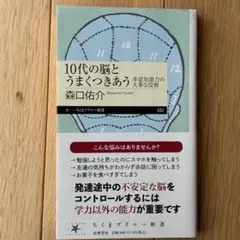 10代の脳と
うまくつきあう
非認知能力の
大事な役割
森口佑介
ちくまプリマー新書
こんな悩みはありませんか?
→ 勉強しようと思ったのにスマホを触ってしまう
→ 友達の気持ちがわからず会話に困ってしまう
→ お菓子を食べすぎてしまう
発達途中の不安定な脳を
コントロールするには
学力以外の能力が重要です
ちくまプリマー新書